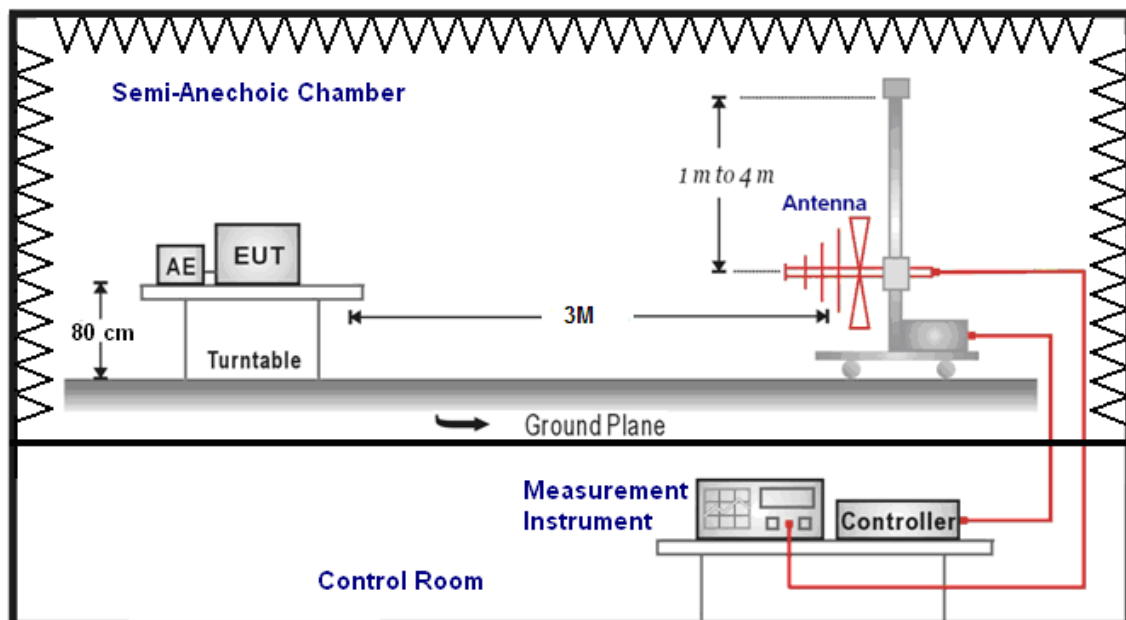 Semi-Anechoic Chamber
1 m to 4 m
Antenna
AE
EUT
80 cm
3M
Turntable
Ground Plane
Measurement
Instrument
Controller
Control Room